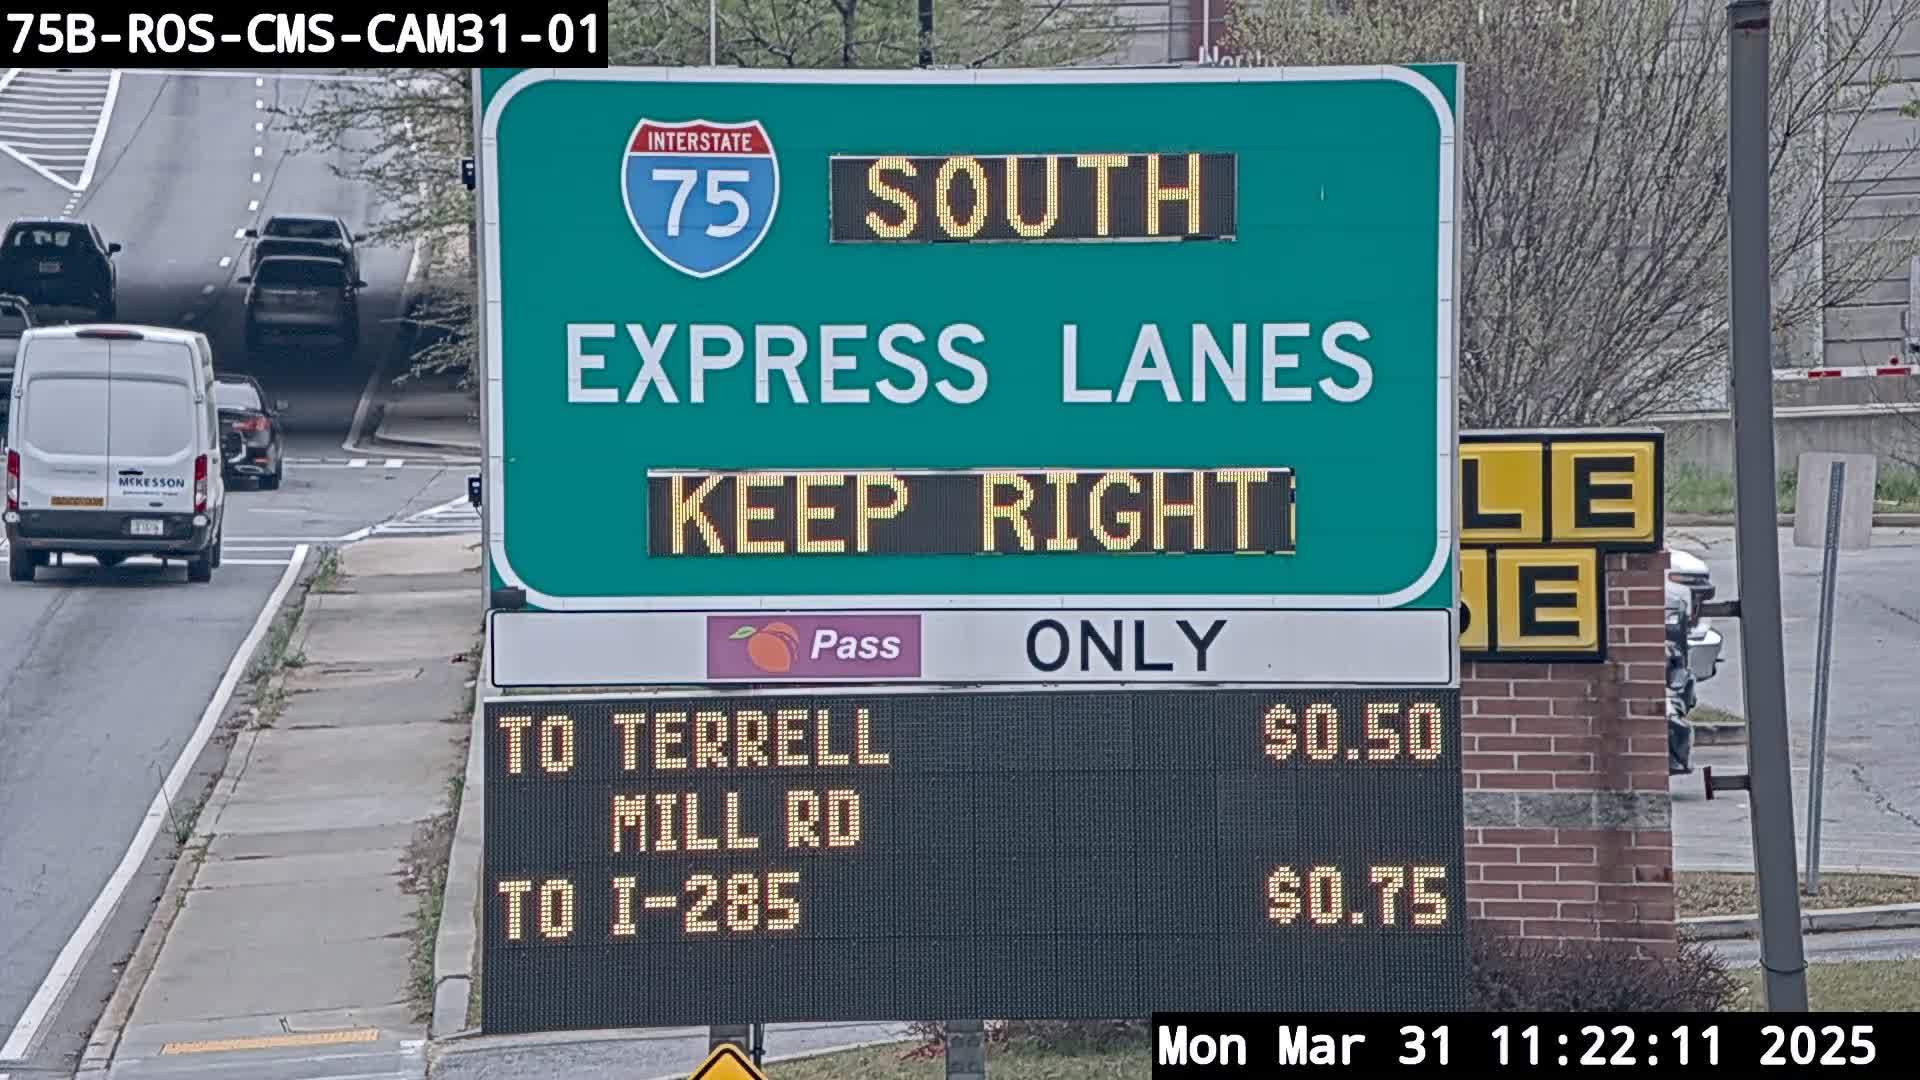 75B-ROS-CMS-CAM31-01
INTERSTATE
75
SOUTH
EXPRESS LANES
KEEP RIGHT
Pass ONLY
TO TERRELL $0.50
MILL RD
TO I-285 $0.75
MCKESSON
LE
E
Mon Mar 31 11:22:11 2025